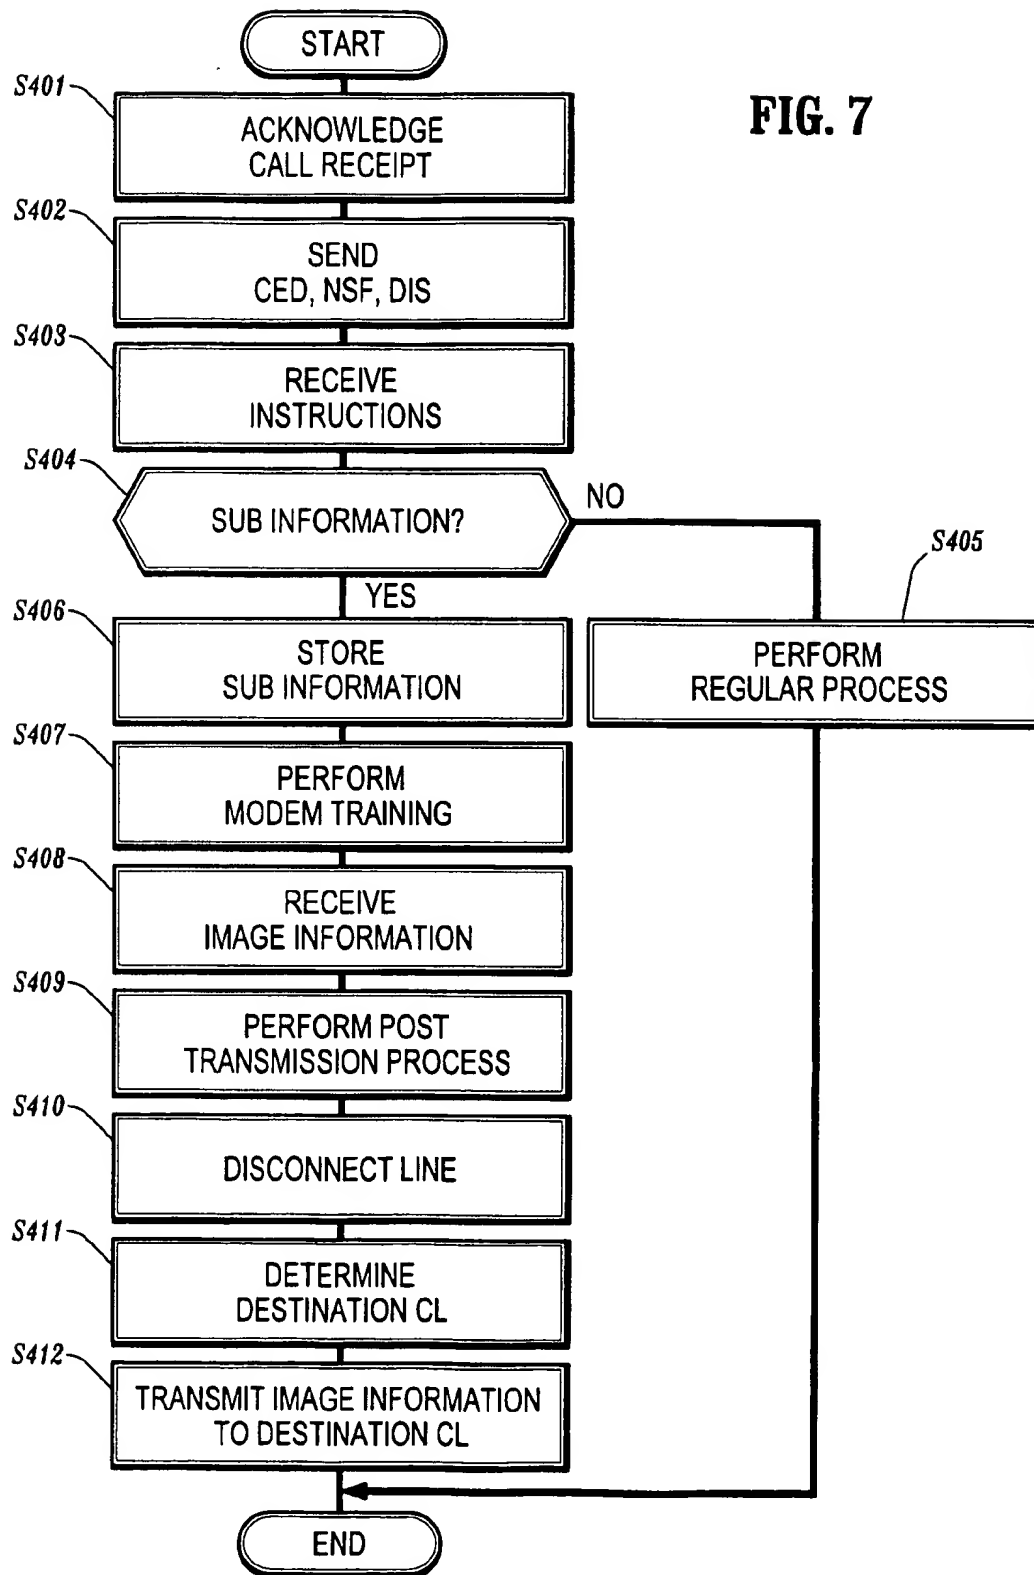 START
FIG. 7
S401
ACKNOWLEDGE
CALL RECEIPT
S402
SEND
CED, NSF, DIS
S403
RECEIVE
INSTRUCTIONS
S404
SUB INFORMATION?
NO
YES
S405
PERFORM
REGULAR PROCESS
S406
STORE
SUB INFORMATION
S407
PERFORM
MODEM TRAINING
S408
RECEIVE
IMAGE INFORMATION
S409
PERFORM POST
TRANSMISSION PROCESS
S410
DISCONNECT LINE
S411
DETERMINE
DESTINATION CL
S412
TRANSMIT IMAGE INFORMATION
TO DESTINATION CL
END